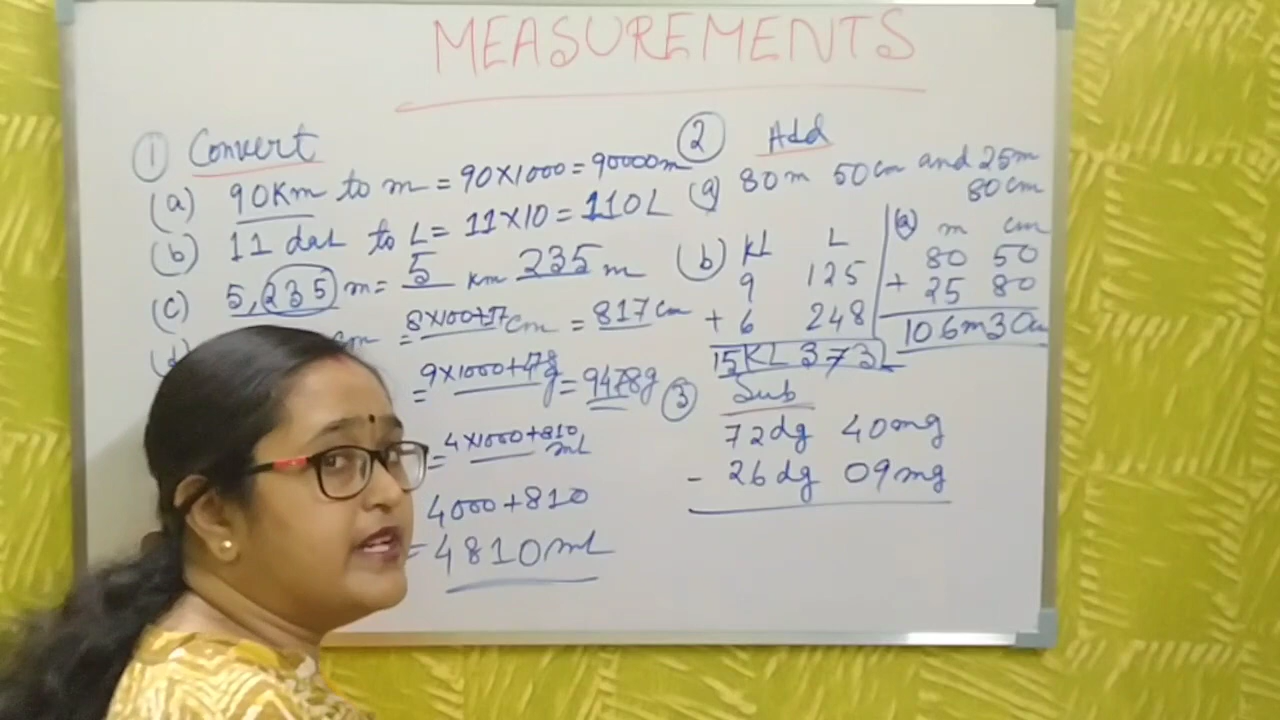 MEASUREMENTS
① Convert
(a) 90Km to m = 90×1000 = 90000m
(b) 11 daL to L = 11×10 = 110L
(c) 5,235 m = 5 km 235 m
(d) cm = 8×100+17 cm = 817 cm
= 9×1000+478g = 9478g
= 4×1000+810 mL
4000+810
= 4810mL
② Add
(a) 80m 50cm and 25m
80cm
(b) KL L
9 125
+ 6 248
15KL 373L
(a) m cm
80 50
+ 25 80
106m30cm
③ Sub
72dg 40mg
- 26dg 09mg